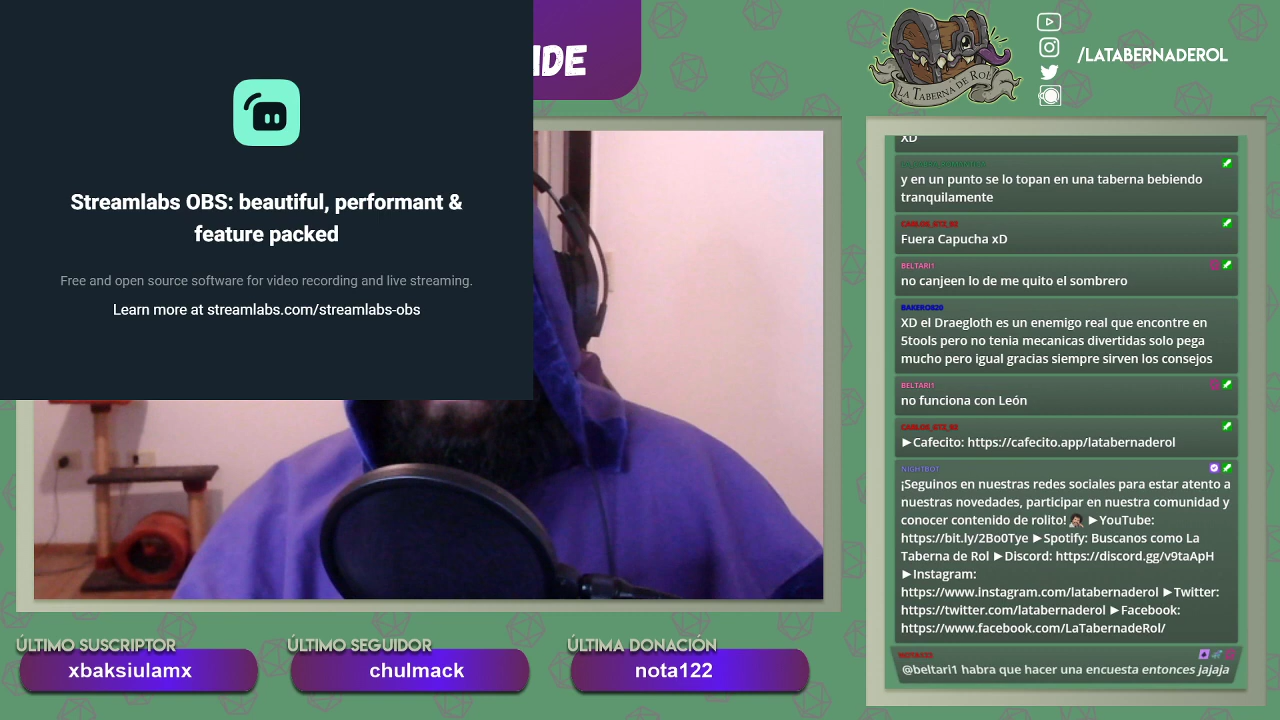 IDE
LA TABERNA DE ROL
/LATABERNADEROL
Streamlabs OBS: beautiful, performant &
feature packed
Free and open source software for video recording and live streaming.
Learn more at streamlabs.com/streamlabs-obs
XD
y en un punto se lo topan en una taberna bebiendo
tranquilamente
CARLOS_GTZ_92
Fuera Capucha xD
BELTARI1
no canjeen lo de me quito el sombrero
BAKERO820
XD el Draegloth es un enemigo real que encontre en
5tools pero no tenia mecanicas divertidas solo pega
mucho pero igual gracias siempre sirven los consejos
BELTARI1
no funciona con León
CARLOS_GTZ_92
►Cafecito: https://cafecito.app/latabernaderol
NIGHTBOT
¡Seguinos en nuestras redes sociales para estar atento a
nuestras novedades, participar en nuestra comunidad y
conocer contenido de rolito! ►YouTube:
https://bit.ly/2Bo0Tye ►Spotify: Buscanos como La
Taberna de Rol ►Discord: https://discord.gg/v9taApH
►Instagram:
https://www.instagram.com/latabernaderol ►Twitter:
https://twitter.com/latabernaderol ►Facebook:
https://www.facebook.com/LaTabernadeRol/
NOTA122
@beltari1 habra que hacer una encuesta entonces jajaja
ÚLTIMO SUSCRIPTOR
xbaksiulamx
ÚLTIMO SEGUIDOR
chulmack
ÚLTIMA DONACIÓN
nota122